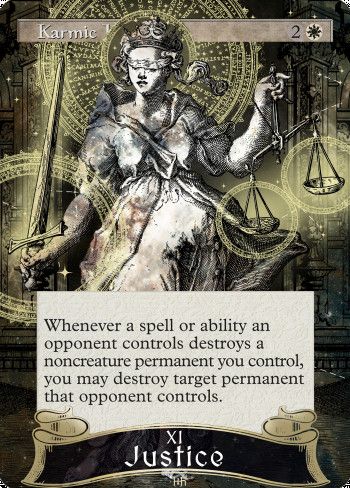 Karmic
2
Whenever a spell or ability an
opponent controls destroys a
noncreature permanent you control,
you may destroy target permanent
that opponent controls.
XI
Justice